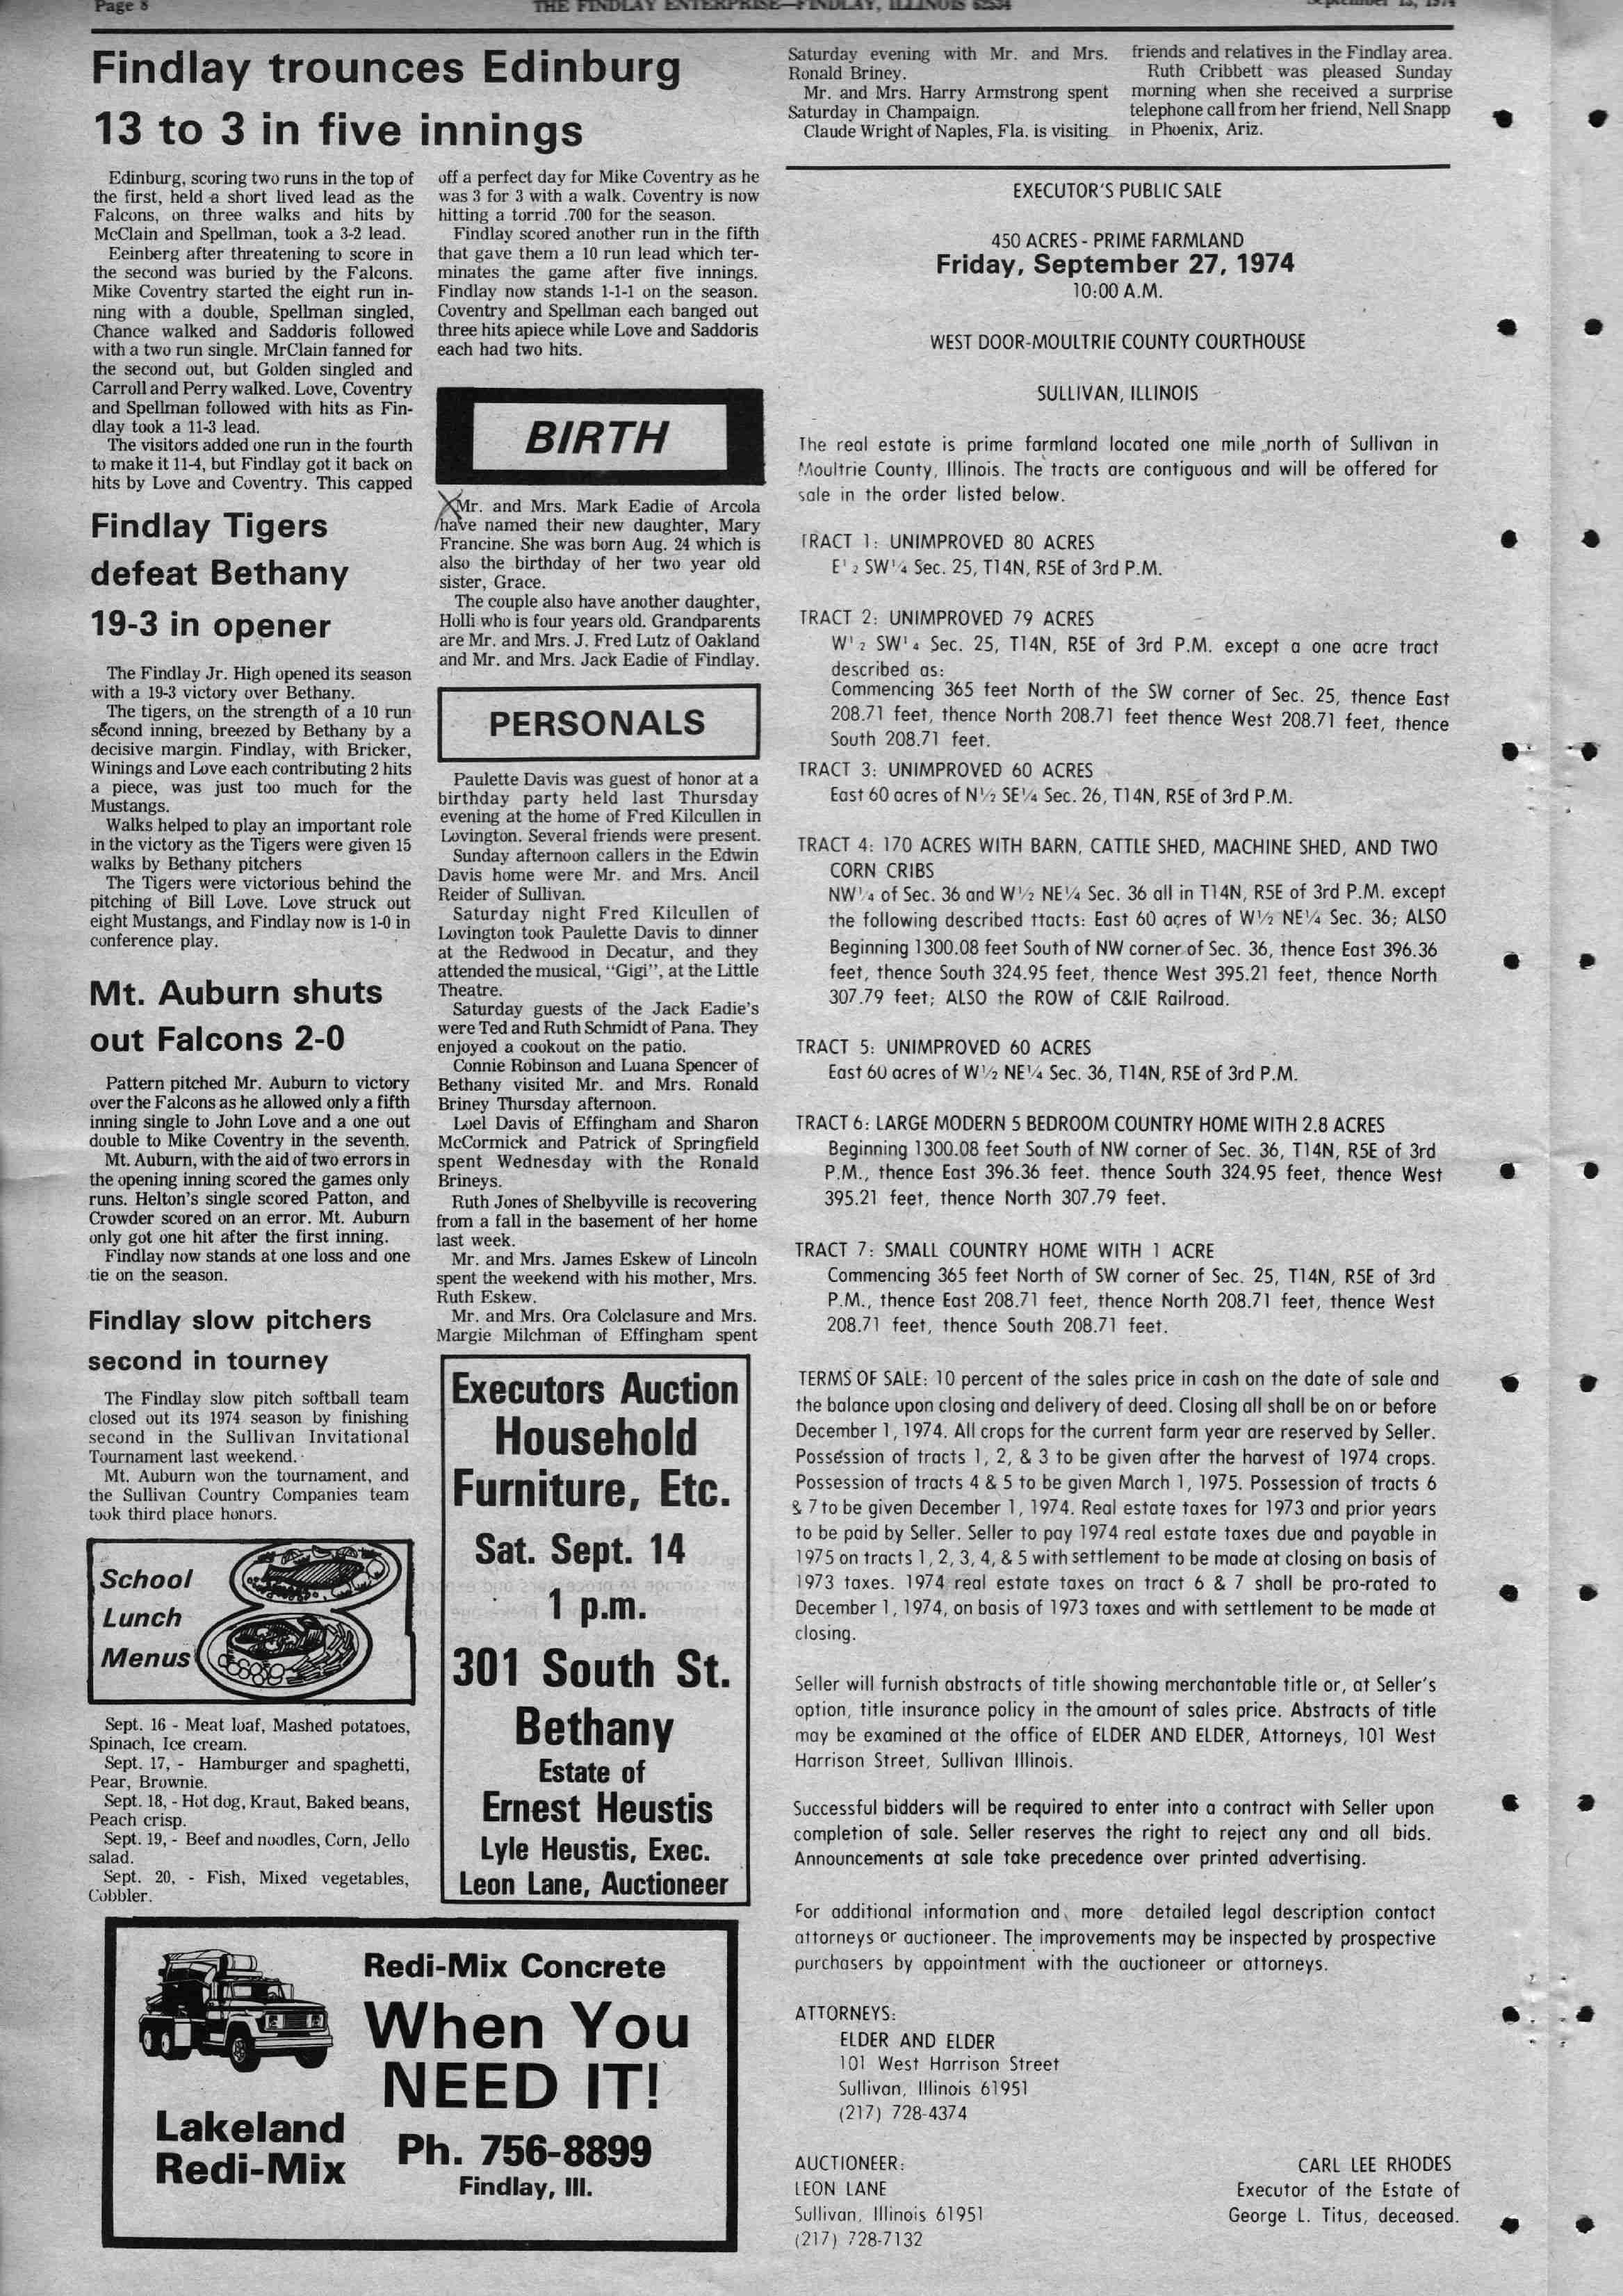 Page 8
THE FINDLAY ENTERPRISE—FINDLAY, ILLINOIS 62534
September 13, 1974
Findlay trounces Edinburg
13 to 3 in five innings
Edinburg, scoring two runs in the top of
the first, held a short lived lead as the
Falcons, on three walks and hits by
McClain and Spellman, took a 3-2 lead.
Eeinberg after threatening to score in
the second was buried by the Falcons.
Mike Coventry started the eight run in-
ning with a double, Spellman singled,
Chance walked and Saddoris followed
with a two run single. MrClain fanned for
the second out, but Golden singled and
Carroll and Perry walked. Love, Coventry
and Spellman followed with hits as Fin-
dlay took a 11-3 lead.
The visitors added one run in the fourth
to make it 11-4, but Findlay got it back on
hits by Love and Coventry. This capped
off a perfect day for Mike Coventry as he
was 3 for 3 with a walk. Coventry is now
hitting a torrid .700 for the season.
Findlay scored another run in the fifth
that gave them a 10 run lead which ter-
minates the game after five innings.
Findlay now stands 1-1-1 on the season.
Coventry and Spellman each banged out
three hits apiece while Love and Saddoris
each had two hits.
Findlay Tigers
defeat Bethany
19-3 in opener
The Findlay Jr. High opened its season
with a 19-3 victory over Bethany.
The tigers, on the strength of a 10 run
second inning, breezed by Bethany by a
decisive margin. Findlay, with Bricker,
Winings and Love each contributing 2 hits
a piece, was just too much for the
Mustangs.
Walks helped to play an important role
in the victory as the Tigers were given 15
walks by Bethany pitchers
The Tigers were victorious behind the
pitching of Bill Love. Love struck out
eight Mustangs, and Findlay now is 1-0 in
conference play.
Mt. Auburn shuts
out Falcons 2-0
Pattern pitched Mr. Auburn to victory
over the Falcons as he allowed only a fifth
inning single to John Love and a one out
double to Mike Coventry in the seventh.
Mt. Auburn, with the aid of two errors in
the opening inning scored the games only
runs. Helton's single scored Patton, and
Crowder scored on an error. Mt. Auburn
only got one hit after the first inning.
Findlay now stands at one loss and one
tie on the season.
Findlay slow pitchers
second in tourney
The Findlay slow pitch softball team
closed out its 1974 season by finishing
second in the Sullivan Invitational
Tournament last weekend.
Mt. Auburn won the tournament, and
the Sullivan Country Companies team
took third place honors.
School
Lunch
Menus
Sept. 16 - Meat loaf, Mashed potatoes,
Spinach, Ice cream.
Sept. 17, - Hamburger and spaghetti,
Pear, Brownie.
Sept. 18, - Hot dog, Kraut, Baked beans,
Peach crisp.
Sept. 19, - Beef and noodles, Corn, Jello
salad.
Sept. 20, - Fish, Mixed vegetables,
Cobbler.
BIRTH
Mr. and Mrs. Mark Eadie of Arcola
have named their new daughter, Mary
Francine. She was born Aug. 24 which is
also the birthday of her two year old
sister, Grace.
The couple also have another daughter,
Holli who is four years old. Grandparents
are Mr. and Mrs. J. Fred Lutz of Oakland
and Mr. and Mrs. Jack Eadie of Findlay.
PERSONALS
Paulette Davis was guest of honor at a
birthday party held last Thursday
evening at the home of Fred Kilcullen in
Lovington. Several friends were present.
Sunday afternoon callers in the Edwin
Davis home were Mr. and Mrs. Ancil
Reider of Sullivan.
Saturday night Fred Kilcullen of
Lovington took Paulette Davis to dinner
at the Redwood in Decatur, and they
attended the musical, "Gigi", at the Little
Theatre.
Saturday guests of the Jack Eadie's
were Ted and Ruth Schmidt of Pana. They
enjoyed a cookout on the patio.
Connie Robinson and Luana Spencer of
Bethany visited Mr. and Mrs. Ronald
Briney Thursday afternoon.
Loel Davis of Effingham and Sharon
McCormick and Patrick of Springfield
spent Wednesday with the Ronald
Brineys.
Ruth Jones of Shelbyville is recovering
from a fall in the basement of her home
last week.
Mr. and Mrs. James Eskew of Lincoln
spent the weekend with his mother, Mrs.
Ruth Eskew.
Mr. and Mrs. Ora Colclasure and Mrs.
Margie Milchman of Effingham spent
Saturday evening with Mr. and Mrs.
Ronald Briney.
Mr. and Mrs. Harry Armstrong spent
Saturday in Champaign.
Claude Wright of Naples, Fla. is visiting
friends and relatives in the Findlay area.
Ruth Cribbett was pleased Sunday
morning when she received a surprise
telephone call from her friend, Nell Snapp
in Phoenix, Ariz.
Executors Auction
Household
Furniture, Etc.
Sat. Sept. 14
1 p.m.
301 South St.
Bethany
Estate of
Ernest Heustis
Lyle Heustis, Exec.
Leon Lane, Auctioneer
Redi-Mix Concrete
When You
NEED IT!
Lakeland
Redi-Mix
Ph. 756-8899
Findlay, Ill.
EXECUTOR'S PUBLIC SALE
450 ACRES - PRIME FARMLAND
Friday, September 27, 1974
10:00 A.M.
WEST DOOR-MOULTRIE COUNTY COURTHOUSE
SULLIVAN, ILLINOIS
The real estate is prime farmland located one mile north of Sullivan in
Moultrie County, Illinois. The tracts are contiguous and will be offered for
sale in the order listed below.
TRACT 1: UNIMPROVED 80 ACRES
E½ SW¼ Sec. 25, T14N, R5E of 3rd P.M.
TRACT 2: UNIMPROVED 79 ACRES
W½ SW¼ Sec. 25, T14N, R5E of 3rd P.M. except a one acre tract
described as:
Commencing 365 feet North of the SW corner of Sec. 25, thence East
208.71 feet, thence North 208.71 feet thence West 208.71 feet, thence
South 208.71 feet.
TRACT 3: UNIMPROVED 60 ACRES
East 60 acres of N½ SE¼ Sec. 26, T14N, R5E of 3rd P.M.
TRACT 4: 170 ACRES WITH BARN, CATTLE SHED, MACHINE SHED, AND TWO
CORN CRIBS
NW¼ of Sec. 36 and W½ NE¼ Sec. 36 all in T14N, R5E of 3rd P.M. except
the following described ttacts: East 60 acres of W½ NE¼ Sec. 36; ALSO
Beginning 1300.08 feet South of NW corner of Sec. 36, thence East 396.36
feet, thence South 324.95 feet, thence West 395.21 feet, thence North
307.79 feet; ALSO the ROW of C&IE Railroad.
TRACT 5: UNIMPROVED 60 ACRES
East 60 acres of W½ NE¼ Sec. 36, T14N, R5E of 3rd P.M.
TRACT 6: LARGE MODERN 5 BEDROOM COUNTRY HOME WITH 2.8 ACRES
Beginning 1300.08 feet South of NW corner of Sec. 36, T14N, R5E of 3rd
P.M., thence East 396.36 feet. thence South 324.95 feet, thence West
395.21 feet, thence North 307.79 feet.
TRACT 7: SMALL COUNTRY HOME WITH 1 ACRE
Commencing 365 feet North of SW corner of Sec. 25, T14N, R5E of 3rd
P.M., thence East 208.71 feet, thence North 208.71 feet, thence West
208.71 feet, thence South 208.71 feet.
TERMS OF SALE: 10 percent of the sales price in cash on the date of sale and
the balance upon closing and delivery of deed. Closing all shall be on or before
December 1, 1974. All crops for the current farm year are reserved by Seller.
Possession of tracts 1, 2, & 3 to be given after the harvest of 1974 crops.
Possession of tracts 4 & 5 to be given March 1, 1975. Possession of tracts 6
& 7 to be given December 1, 1974. Real estate taxes for 1973 and prior years
to be paid by Seller. Seller to pay 1974 real estate taxes due and payable in
1975 on tracts 1, 2, 3, 4, & 5 with settlement to be made at closing on basis of
1973 taxes. 1974 real estate taxes on tract 6 & 7 shall be pro-rated to
December 1, 1974, on basis of 1973 taxes and with settlement to be made at
closing.
Seller will furnish abstracts of title showing merchantable title or, at Seller's
option, title insurance policy in the amount of sales price. Abstracts of title
may be examined at the office of ELDER AND ELDER, Attorneys, 101 West
Harrison Street, Sullivan Illinois.
Successful bidders will be required to enter into a contract with Seller upon
completion of sale. Seller reserves the right to reject any and all bids.
Announcements at sale take precedence over printed advertising.
For additional information and more detailed legal description contact
attorneys or auctioneer. The improvements may be inspected by prospective
purchasers by appointment with the auctioneer or attorneys.
ATTORNEYS:
ELDER AND ELDER
101 West Harrison Street
Sullivan, Illinois 61951
(217) 728-4374
AUCTIONEER:
LEON LANE
Sullivan, Illinois 61951
(217) 728-7132
CARL LEE RHODES
Executor of the Estate of
George L. Titus, deceased.